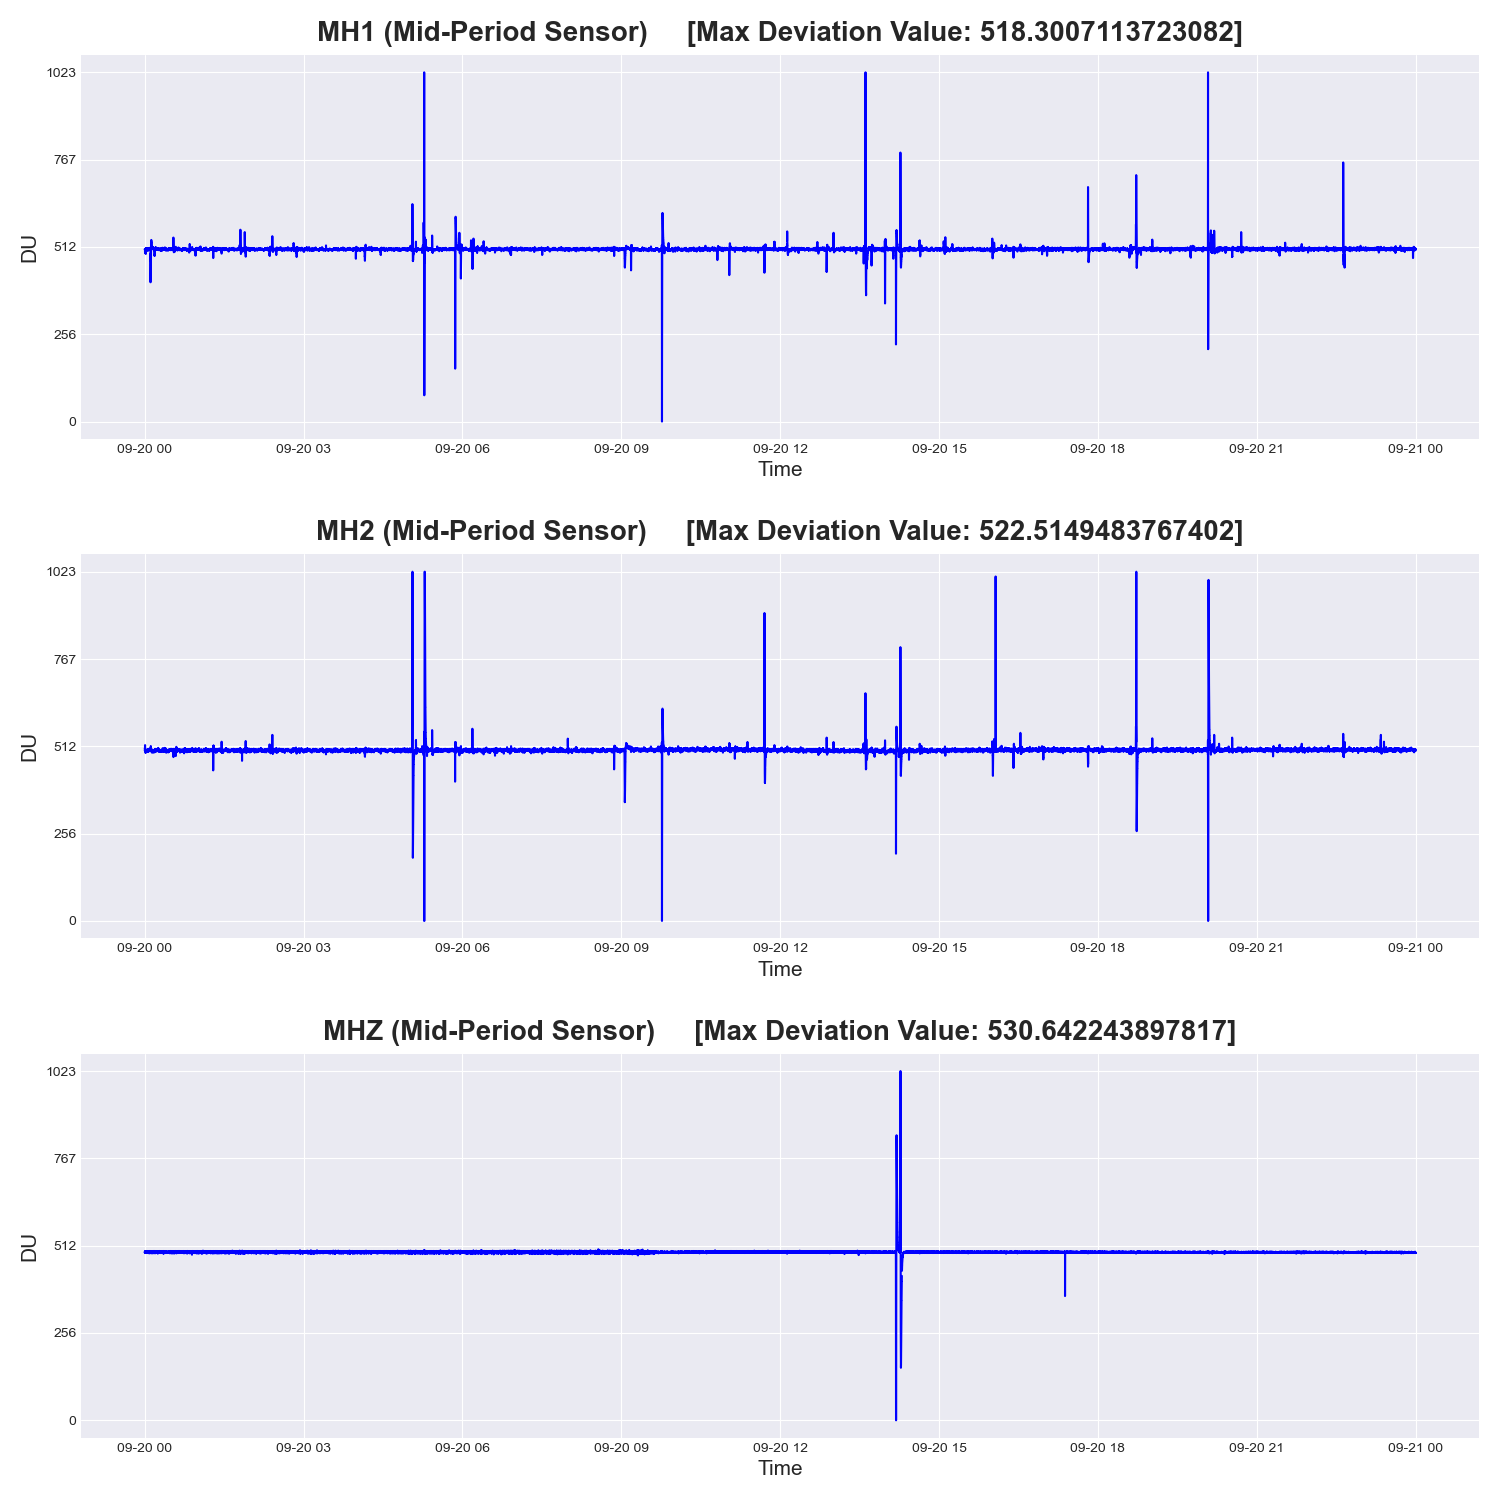 MH1 (Mid-Period Sensor) [Max Deviation Value: 518.3007113723082]
1023
767
512
256
0
DU
09-20 00 09-20 03 09-20 06 09-20 09 09-20 12 09-20 15 09-20 18 09-20 21 09-21 00
Time
MH2 (Mid-Period Sensor) [Max Deviation Value: 522.5149483767402]
1023
767
512
256
0
DU
09-20 00 09-20 03 09-20 06 09-20 09 09-20 12 09-20 15 09-20 18 09-20 21 09-21 00
Time
MHZ (Mid-Period Sensor) [Max Deviation Value: 530.642243897817]
1023
767
512
256
0
DU
09-20 00 09-20 03 09-20 06 09-20 09 09-20 12 09-20 15 09-20 18 09-20 21 09-21 00
Time